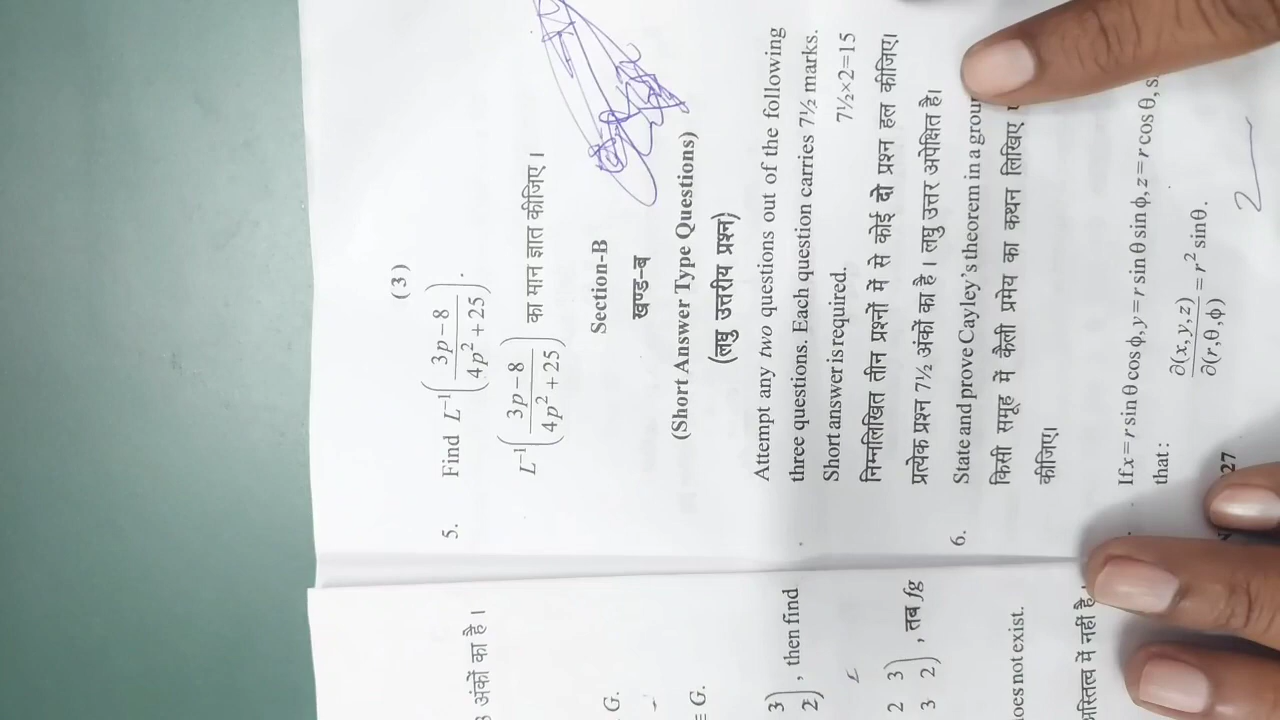 3 अंकों का है।
G.
∈ G.
3
2), then find
2 3
3 2), तब fg
does not exist.
अस्तित्व में नहीं है।
(3)
5. Find L⁻¹((3p − 8)/(4p² + 25)).
L⁻¹((3p − 8)/(4p² + 25)) का मान ज्ञात कीजिए।
Section-B
खण्ड-ब
(Short Answer Type Questions)
(लघु उत्तरीय प्रश्न)
Attempt any two questions out of the following
three questions. Each question carries 7½ marks.
Short answer is required. 7½×2=15
निम्नलिखित तीन प्रश्नों में से कोई दो प्रश्न हल कीजिए।
प्रत्येक प्रश्न 7½ अंकों का है। लघु उत्तर अपेक्षित है।
6. State and prove Cayley's theorem in a group
किसी समूह में कैली प्रमेय का कथन लिखिए
कीजिए।
If x = r sin θ cos ϕ, y = r sin θ sin ϕ, z = r cos θ, s
that :
∂(x, y, z)/∂(r, θ, ϕ) = r² sin θ.
27
2